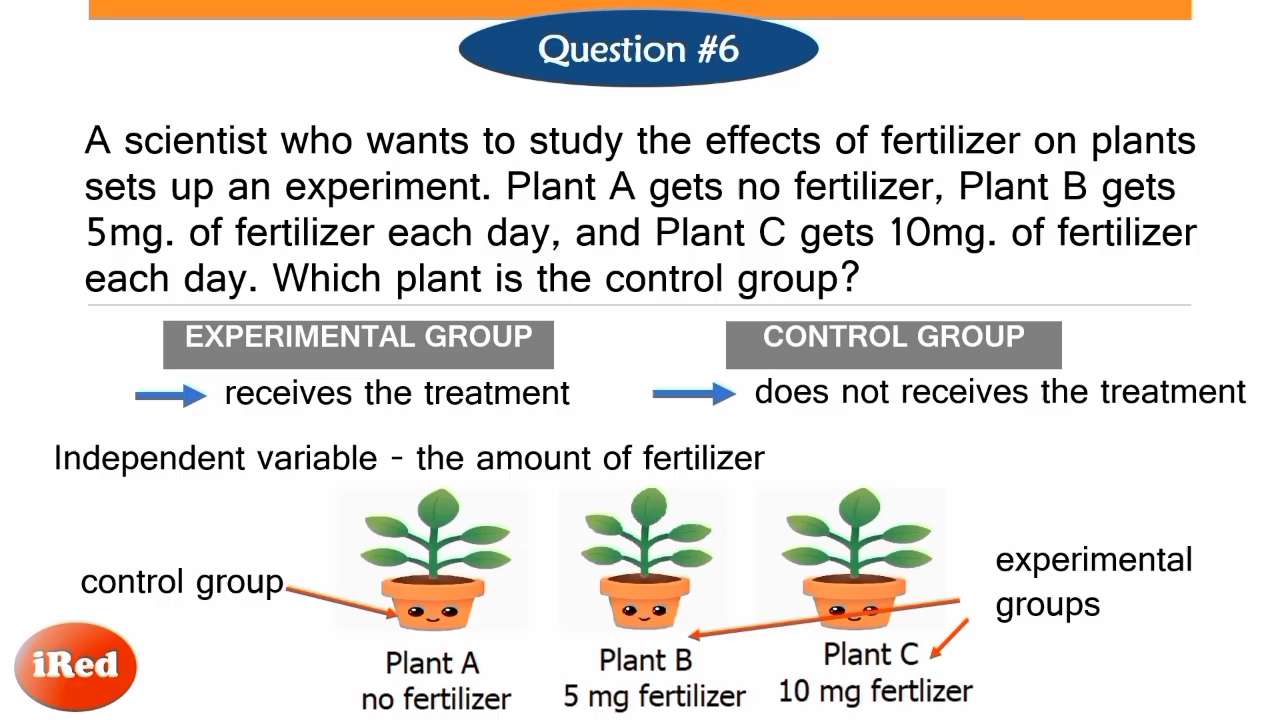 Question #6
A scientist who wants to study the effects of fertilizer on plants
sets up an experiment. Plant A gets no fertilizer, Plant B gets
5mg. of fertilizer each day, and Plant C gets 10mg. of fertilizer
each day. Which plant is the control group?
EXPERIMENTAL GROUP
receives the treatment
CONTROL GROUP
does not receives the treatment
Independent variable - the amount of fertilizer
control group
experimental
groups
Plant A
no fertilizer
Plant B
5 mg fertilizer
Plant C
10 mg fertlizer
iRed